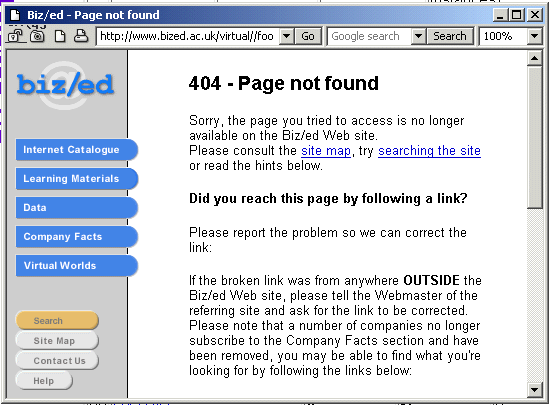 Biz/ed - Page not found
http://www.bized.ac.uk/virtual//foo
Go
Google search
Search
100%
biz/ed
Internet Catalogue
Learning Materials
Data
Company Facts
Virtual Worlds
Search
Site Map
Contact Us
Help
404 - Page not found
Sorry, the page you tried to access is no longer
available on the Biz/ed Web site.
Please consult the site map, try searching the site
or read the hints below.
Did you reach this page by following a link?
Please report the problem so we can correct the
link:
If the broken link was from anywhere OUTSIDE the
Biz/ed Web site, please tell the Webmaster of the
referring site and ask for the link to be corrected.
Please note that a number of companies no longer
subscribe to the Company Facts section and have
been removed, you may be able to find what you're
looking for by following the links below: